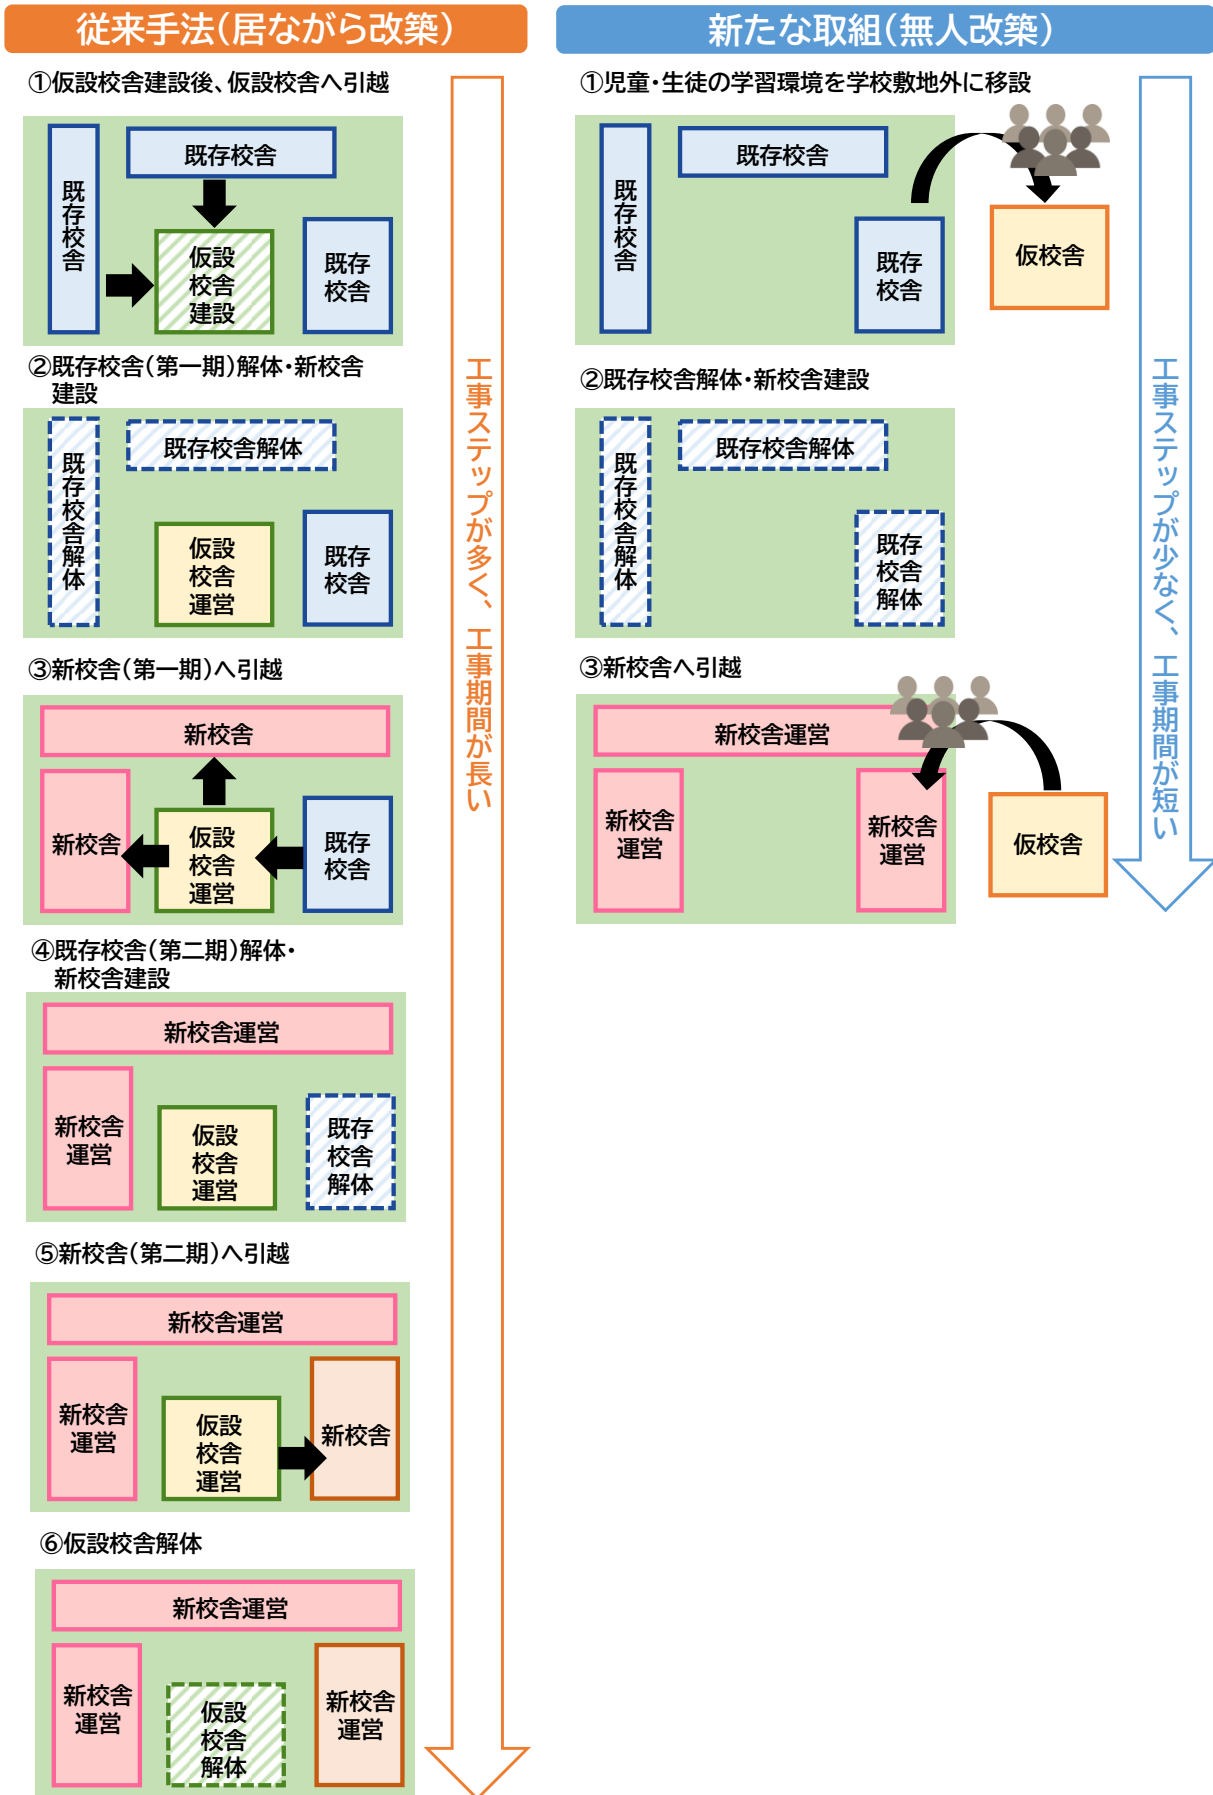 従来手法(居ながら改築)
①仮設校舎建設後、仮設校舎へ引越
既存校舎
既存校舎
仮設
校舎
建設
既存
校舎
②既存校舎(第一期)解体・新校舎
建設
既存校舎解体
既存校舎解体
仮設
校舎
運営
既存
校舎
③新校舎(第一期)へ引越
新校舎
新校舎
仮設
校舎
運営
既存
校舎
④既存校舎(第二期)解体・
新校舎建設
新校舎運営
新校舎
運営
仮設
校舎
運営
既存
校舎
解体
⑤新校舎(第二期)へ引越
新校舎運営
新校舎
運営
仮設
校舎
運営
新校舎
⑥仮設校舎解体
新校舎運営
新校舎
運営
仮設
校舎
解体
新校舎
運営
工事ステップが多く、工事期間が長い
新たな取組(無人改築)
①児童・生徒の学習環境を学校敷地外に移設
既存校舎
既存校舎
既存
校舎
仮校舎
②既存校舎解体・新校舎建設
既存校舎解体
既存校舎解体
既存
校舎
解体
③新校舎へ引越
新校舎運営
新校舎
運営
新校舎
運営
仮校舎
工事ステップが少なく、工事期間が短い